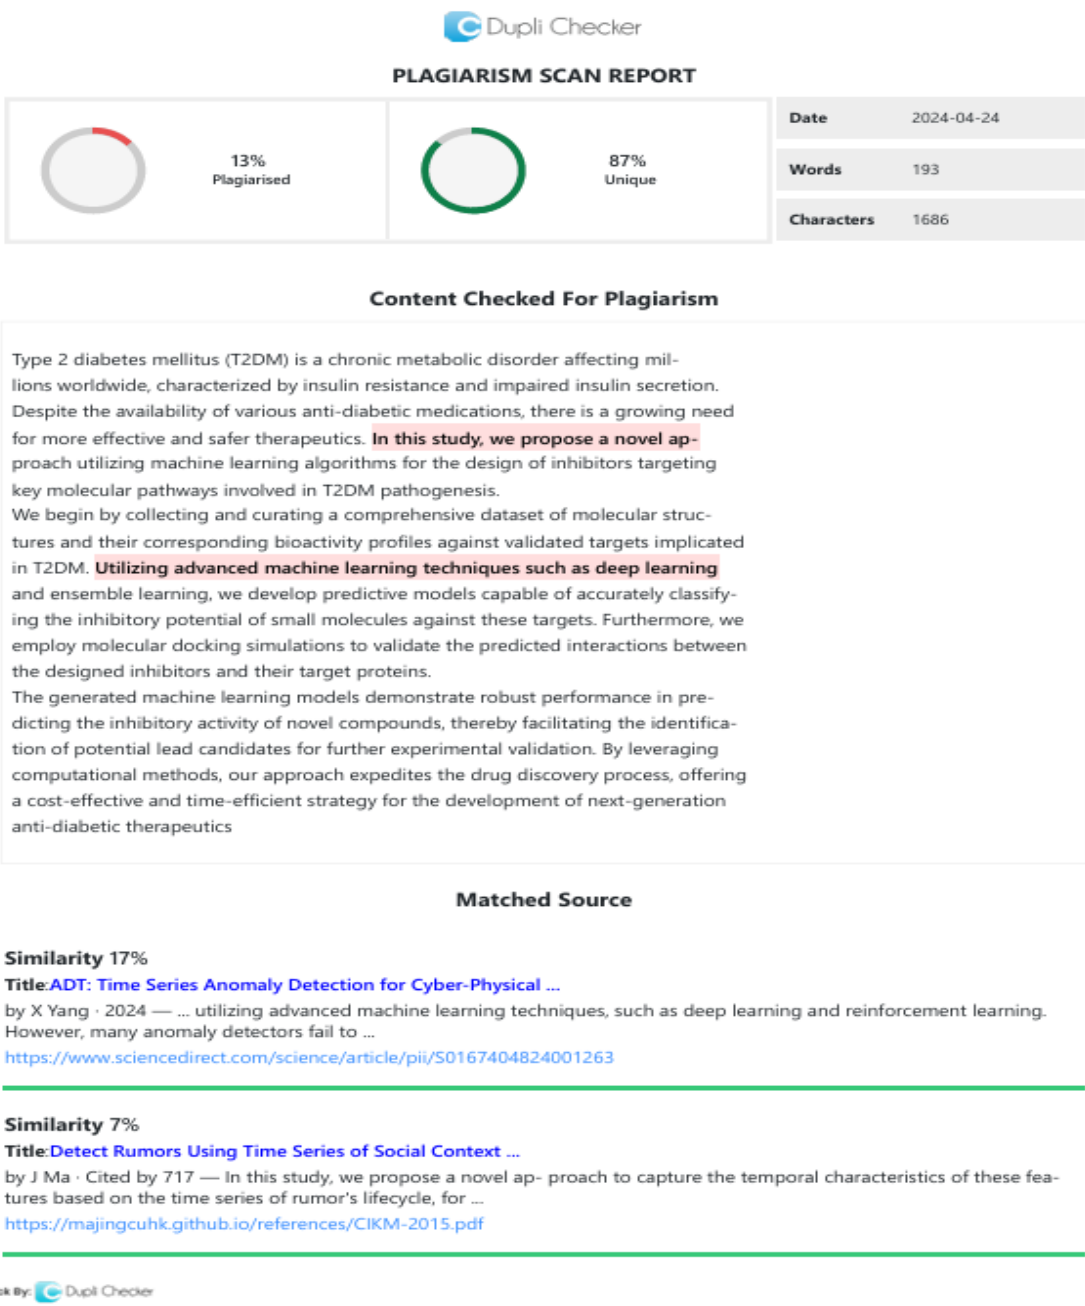 Dupli Checker
PLAGIARISM SCAN REPORT
13%
Plagiarised
87%
Unique
Date 2024-04-24
Words 193
Characters 1686
Content Checked For Plagiarism
Type 2 diabetes mellitus (T2DM) is a chronic metabolic disorder affecting mil-
lions worldwide, characterized by insulin resistance and impaired insulin secretion.
Despite the availability of various anti-diabetic medications, there is a growing need
for more effective and safer therapeutics. In this study, we propose a novel ap-
proach utilizing machine learning algorithms for the design of inhibitors targeting
key molecular pathways involved in T2DM pathogenesis.
We begin by collecting and curating a comprehensive dataset of molecular struc-
tures and their corresponding bioactivity profiles against validated targets implicated
in T2DM. Utilizing advanced machine learning techniques such as deep learning
and ensemble learning, we develop predictive models capable of accurately classify-
ing the inhibitory potential of small molecules against these targets. Furthermore, we
employ molecular docking simulations to validate the predicted interactions between
the designed inhibitors and their target proteins.
The generated machine learning models demonstrate robust performance in pre-
dicting the inhibitory activity of novel compounds, thereby facilitating the identifica-
tion of potential lead candidates for further experimental validation. By leveraging
computational methods, our approach expedites the drug discovery process, offering
a cost-effective and time-efficient strategy for the development of next-generation
anti-diabetic therapeutics
Matched Source
Similarity 17%
Title:ADT: Time Series Anomaly Detection for Cyber-Physical ...
by X Yang · 2024 — ... utilizing advanced machine learning techniques, such as deep learning and reinforcement learning.
However, many anomaly detectors fail to ...
https://www.sciencedirect.com/science/article/pii/S0167404824001263
Similarity 7%
Title:Detect Rumors Using Time Series of Social Context ...
by J Ma · Cited by 717 — In this study, we propose a novel ap- proach to capture the temporal characteristics of these fea-
tures based on the time series of rumor's lifecycle, for ...
https://majingcuhk.github.io/references/CIKM-2015.pdf
By: Dupli Checker